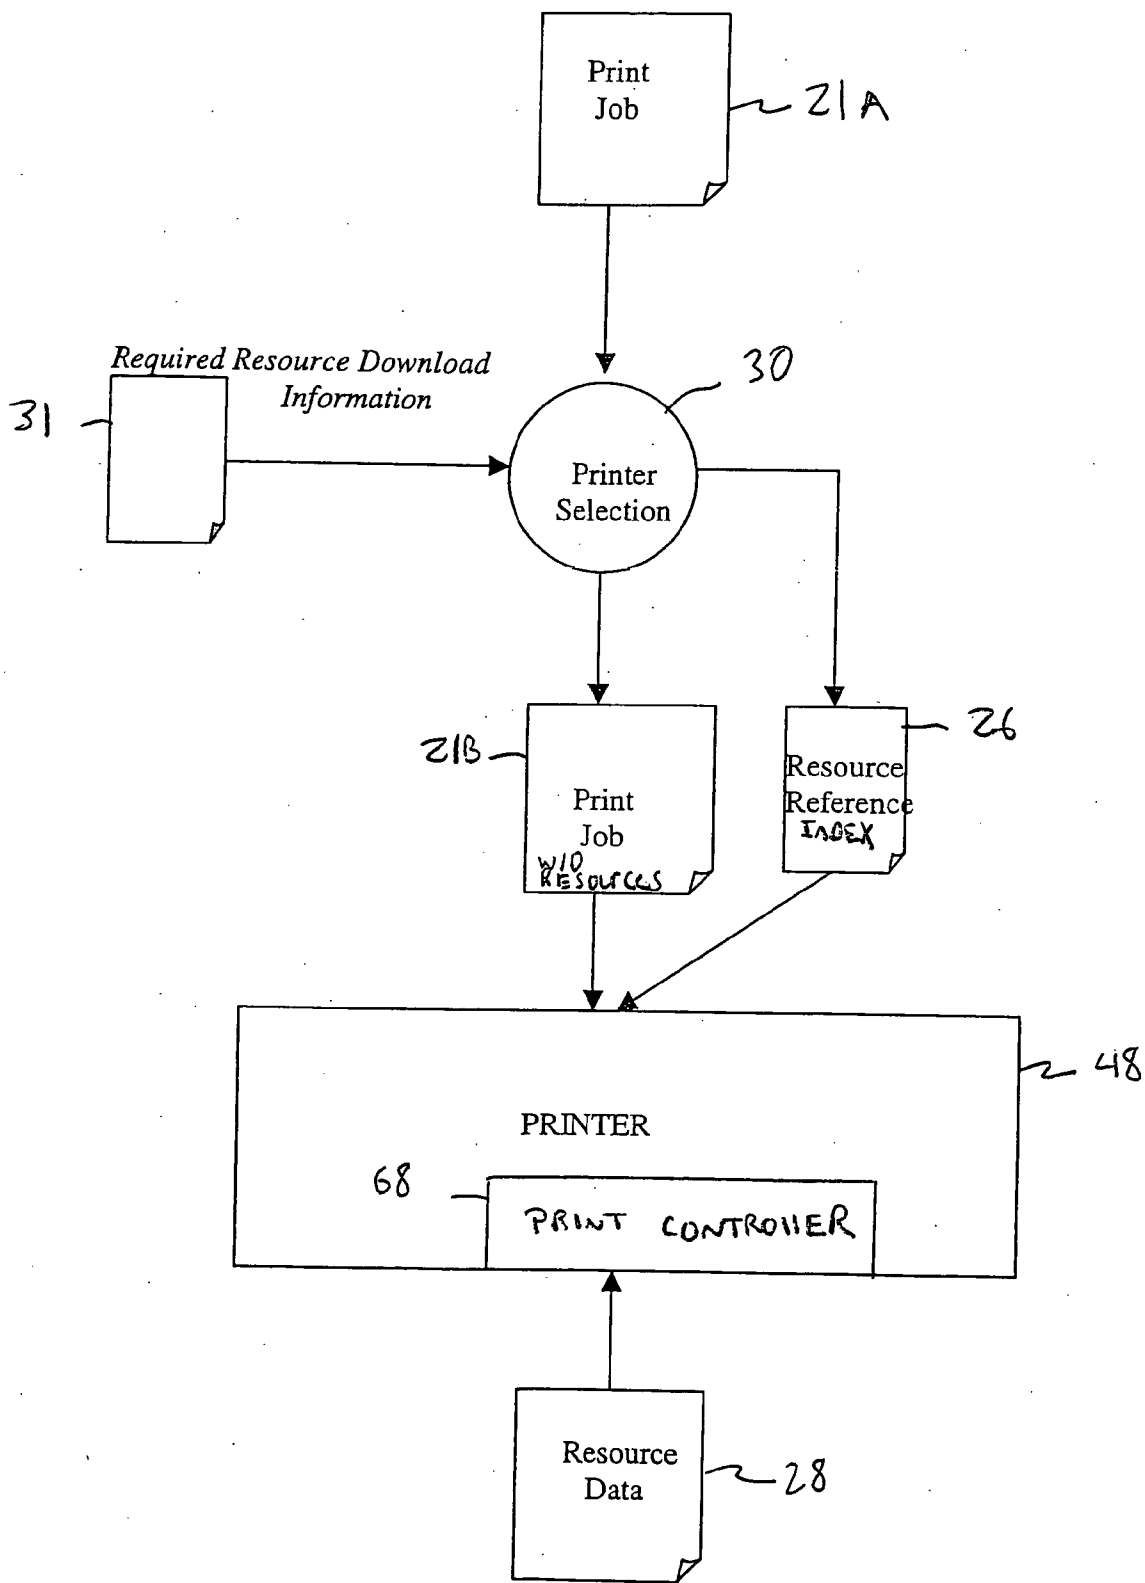 Print
Job
21A
Required Resource Download
Information
31
30
Printer
Selection
21B
Print
Job
W/O
RESOURCES
26
Resource
Reference
INDEX
48
PRINTER
68
PRINT CONTROLLER
Resource
Data
28